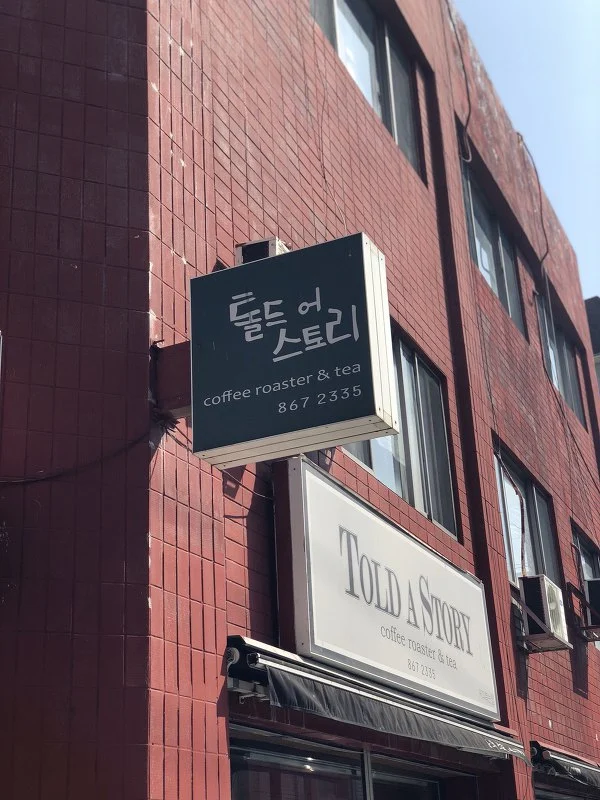 톨드 어
스토리
coffee roaster & tea
867 2335
TOLD A STORY
coffee roaster & tea
867 2335